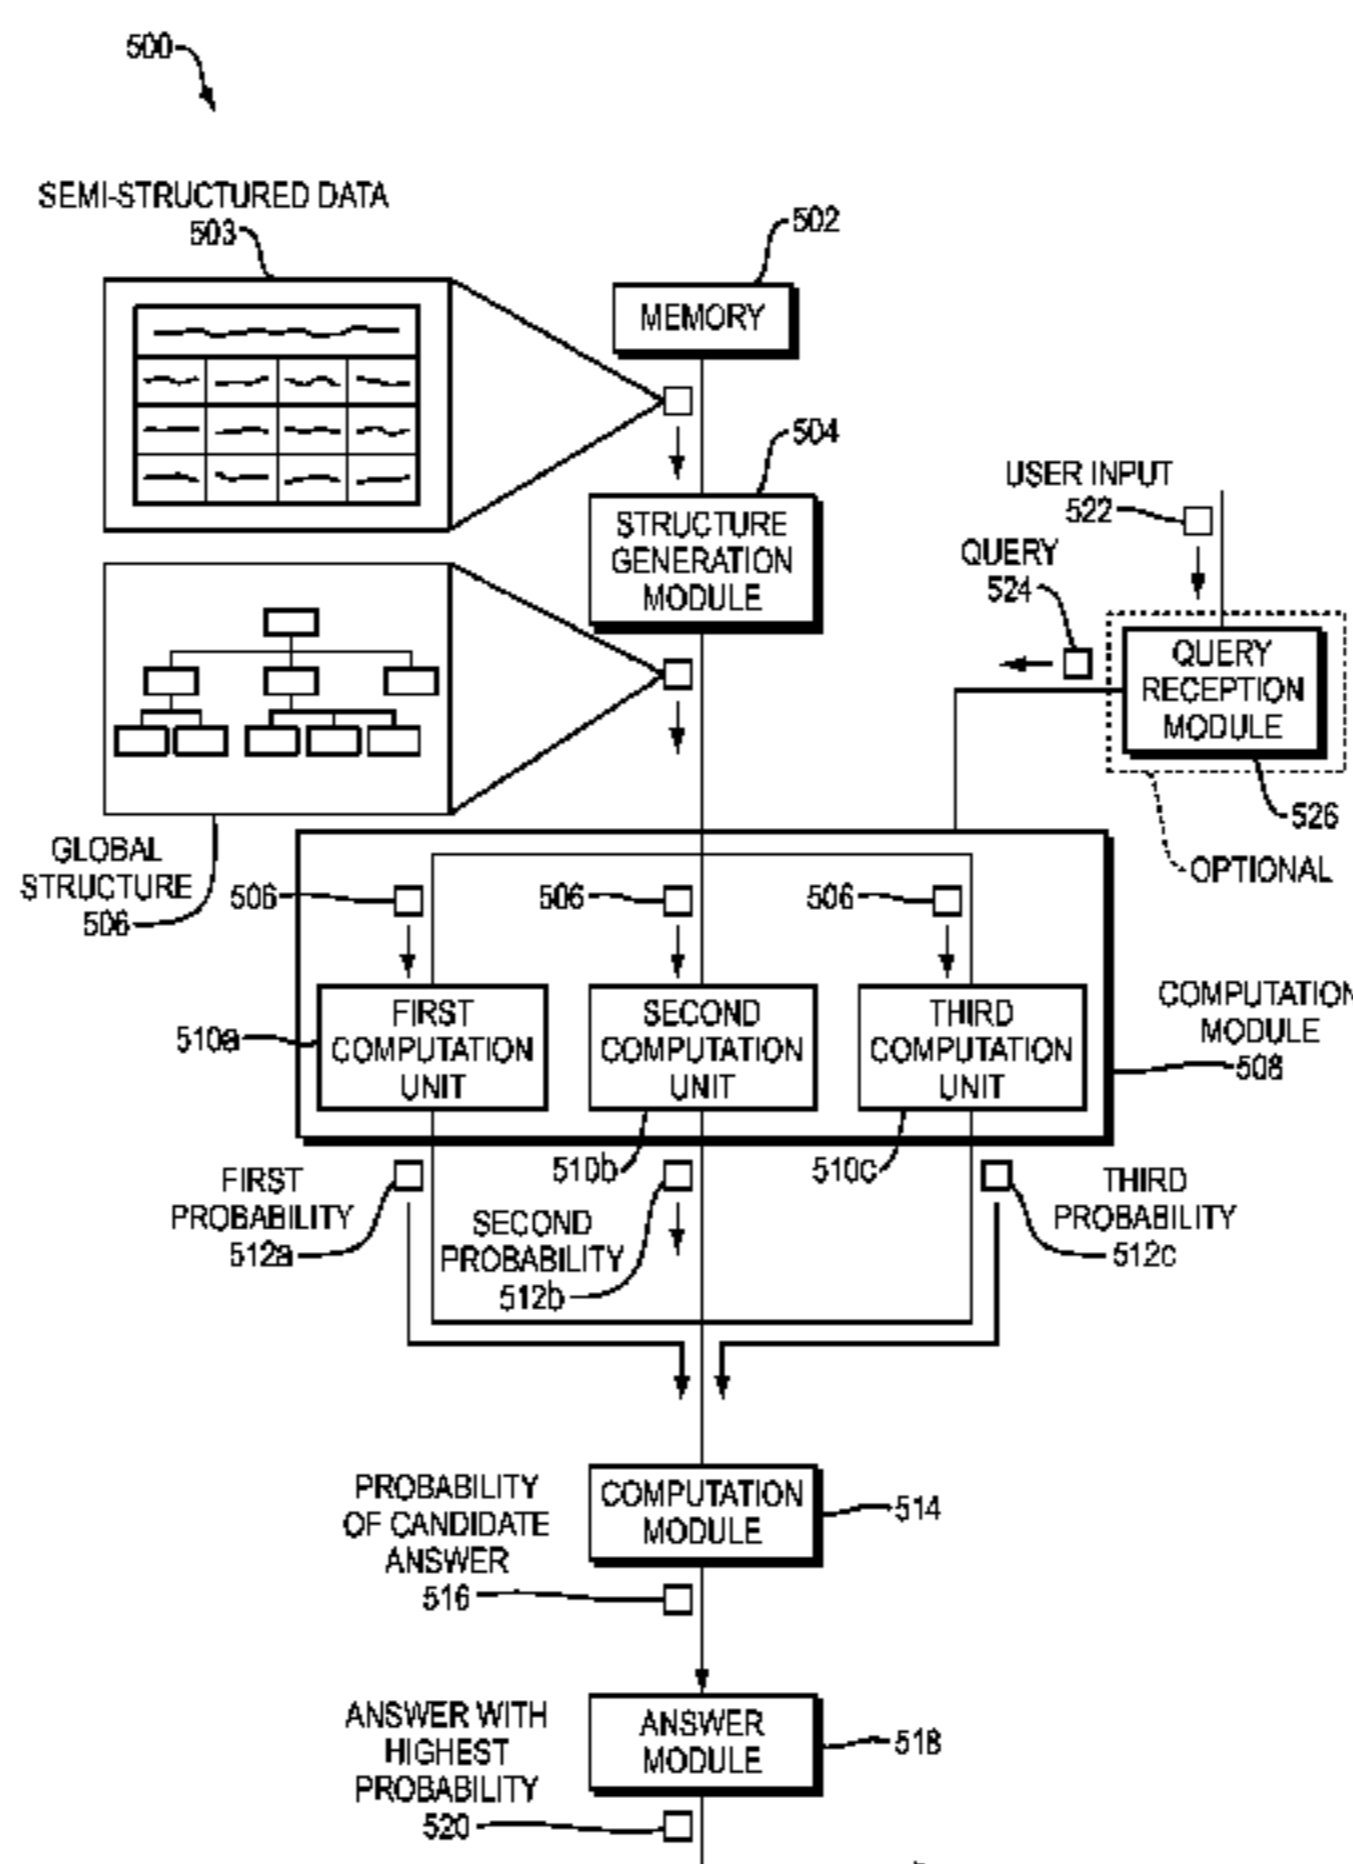 500
SEMI-STRUCTURED DATA
503
502
MEMORY
504
STRUCTURE
GENERATION
MODULE
USER INPUT
522
QUERY
524
QUERY
RECEPTION
MODULE
526
OPTIONAL
GLOBAL
STRUCTURE
506
506
506
506
FIRST
COMPUTATION
UNIT
510a
SECOND
COMPUTATION
UNIT
THIRD
COMPUTATION
UNIT
COMPUTATION
MODULE
508
510b
510c
FIRST
PROBABILITY
512a
SECOND
PROBABILITY
512b
THIRD
PROBABILITY
512c
COMPUTATION
MODULE
514
PROBABILITY
OF CANDIDATE
ANSWER
516
ANSWER
MODULE
518
ANSWER WITH
HIGHEST
PROBABILITY
520